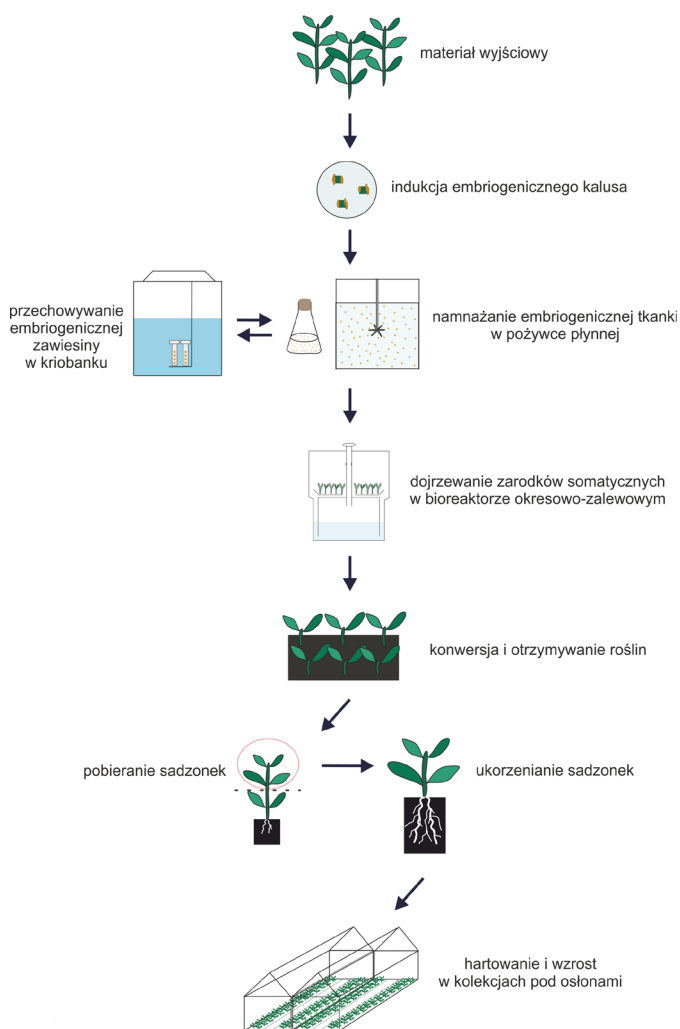 materiał wyjściowy
indukcja embriogenicznego kalusa
przechowywanie
embriogenicznej
zawiesiny
w kriobanku
namnażanie embriogenicznej tkanki
w pożywce płynnej
dojrzewanie zarodków somatycznych
w bioreaktorze okresowo-zalewowym
konwersja i otrzymywanie roślin
pobieranie sadzonek
ukorzenianie sadzonek
hartowanie i wzrost
w kolekcjach pod osłonami